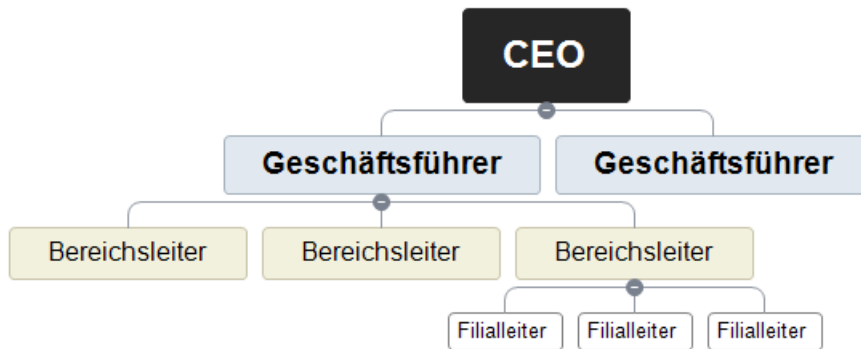 CEO
Geschäftsführer
Geschäftsführer
Bereichsleiter
Bereichsleiter
Bereichsleiter
Filialleiter
Filialleiter
Filialleiter